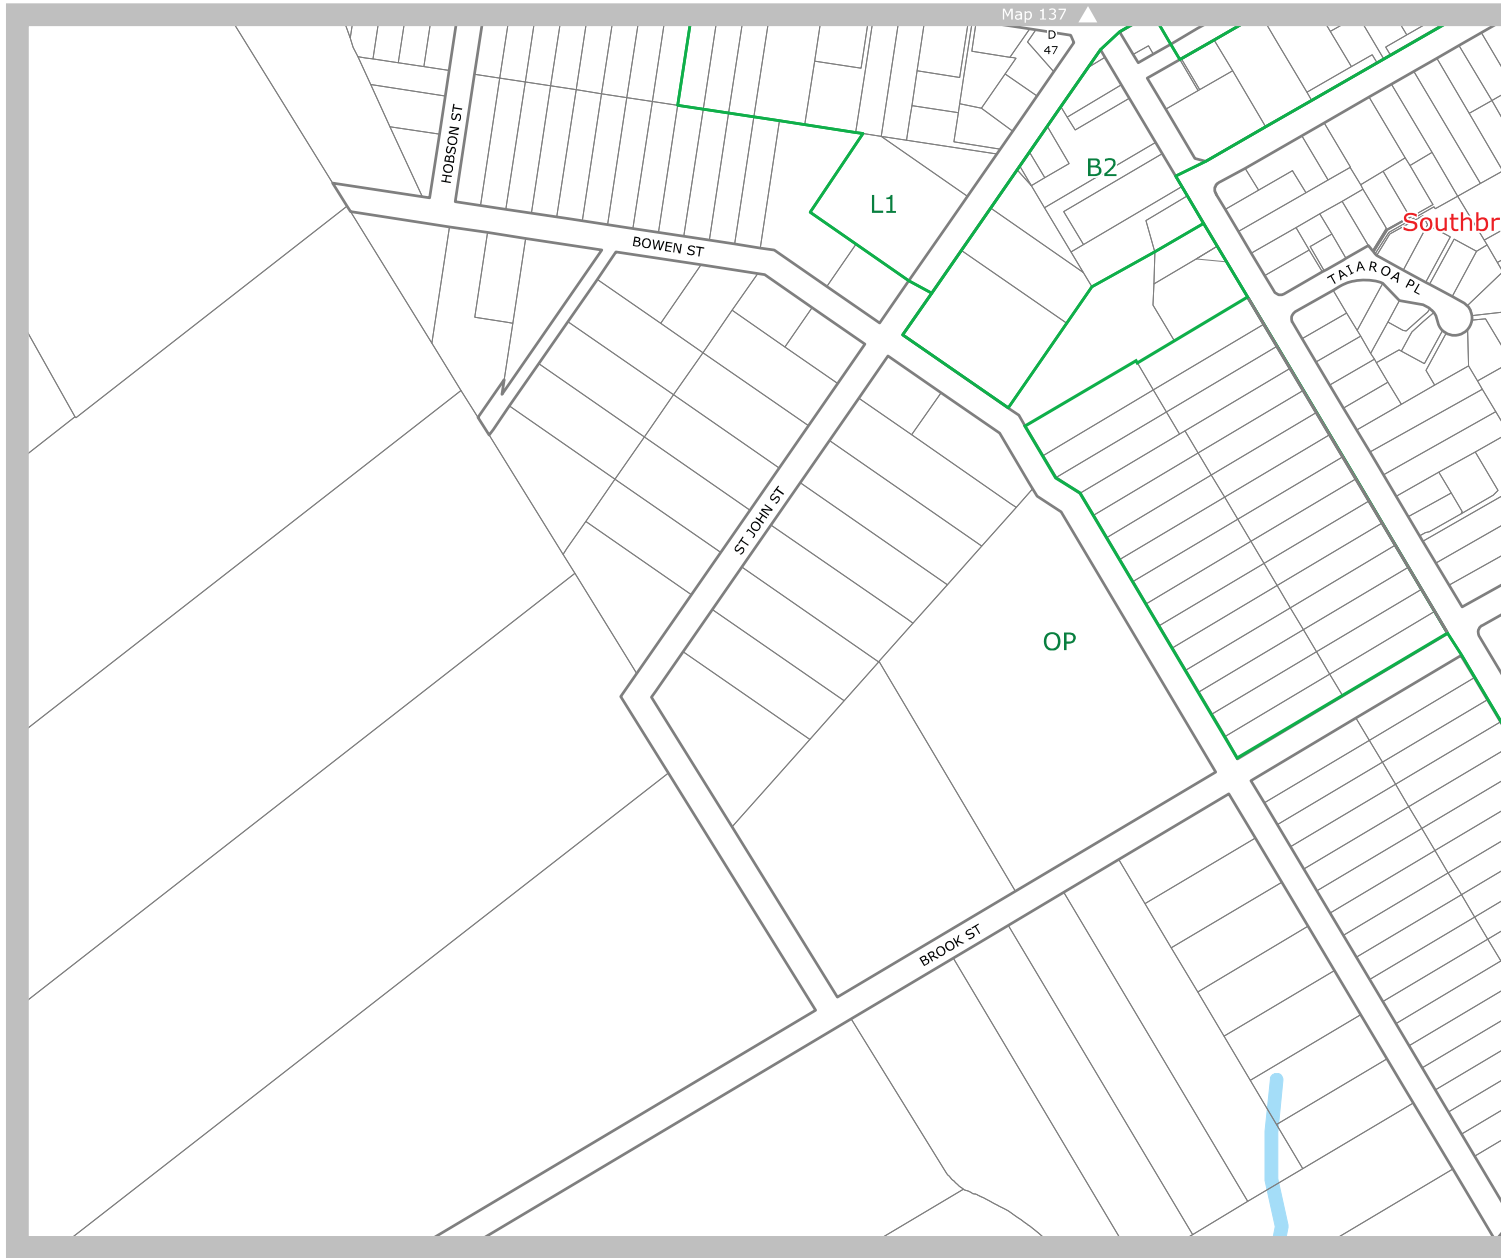 Map 137
D
47
HOBSON ST
B2
L1
Southbr
BOWEN ST
TAIAROA PL
ST JOHN ST
OP
BROOK ST